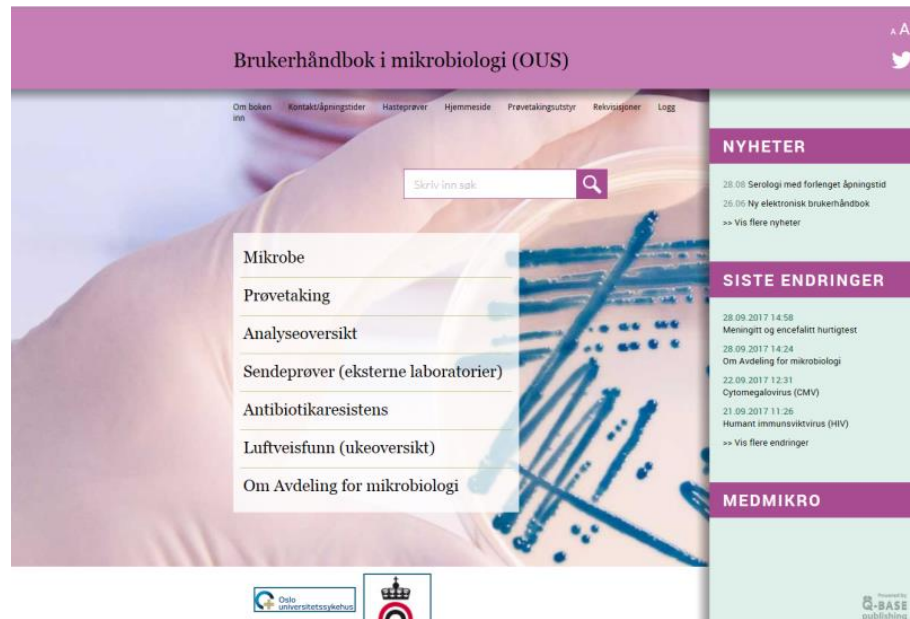 A A
Brukerhåndbok i mikrobiologi (OUS)
Om boken Kontakt/åpningstider Hasteprøver Hjemmeside Prøvetakingsutstyr Rekvisisjoner Logg
inn
Skriv inn søk
Mikrobe
Prøvetaking
Analyseoversikt
Sendeprøver (eksterne laboratorier)
Antibiotikaresistens
Luftveisfunn (ukeoversikt)
Om Avdeling for mikrobiologi
NYHETER
28.08 Serologi med forlenget åpningstid
26.06 Ny elektronisk brukerhåndbok
>> Vis flere nyheter
SISTE ENDRINGER
28.09.2017 14:58
Meningitt og encefalitt hurtigtest
28.09.2017 14:24
Om Avdeling for mikrobiologi
22.09.2017 12:31
Cytomegalovirus (CMV)
21.09.2017 11:26
Humant immunsviktvirus (HIV)
>> Vis flere endringer
MEDMIKRO
Oslo
universitetssykehus
Powered by
Q-BASE
publishing